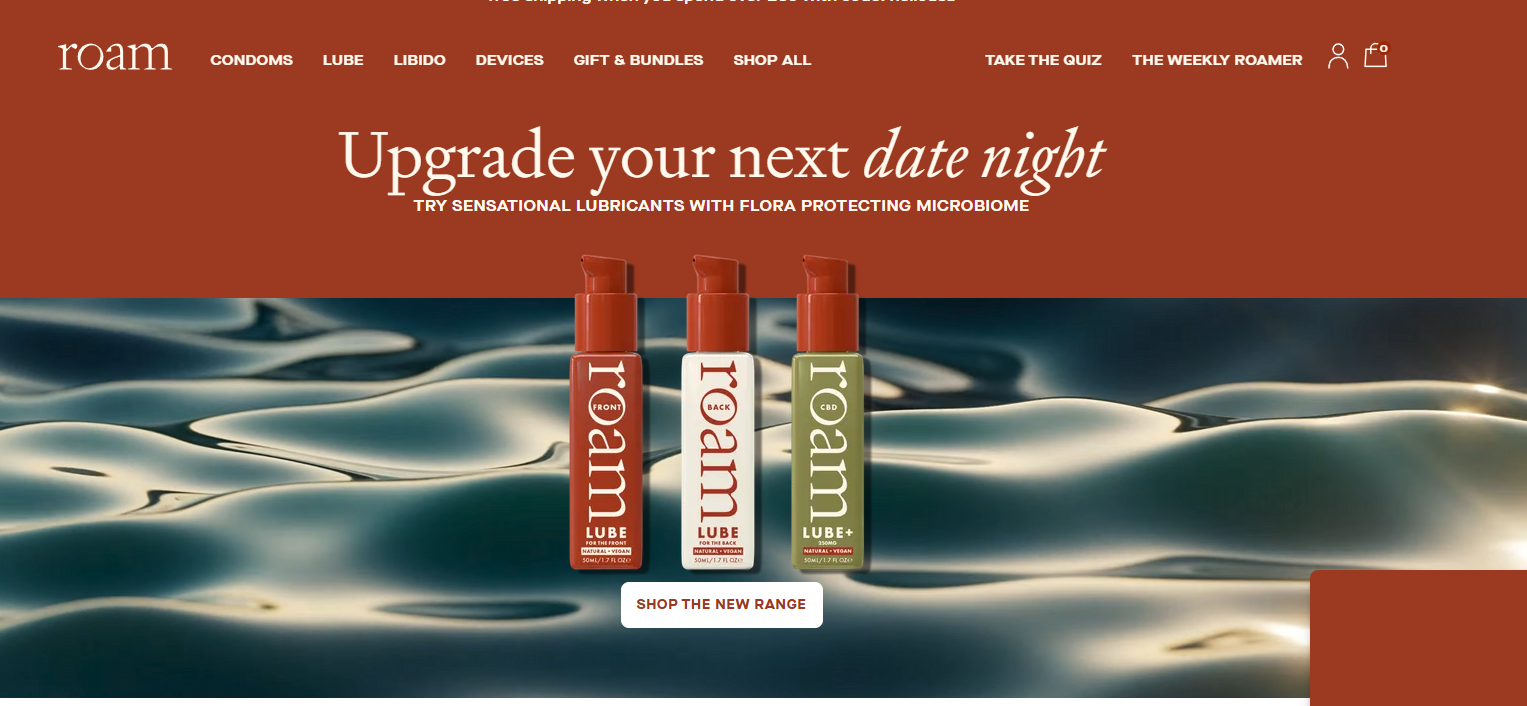 roam
CONDOMS LUBE LIBIDO DEVICES GIFT & BUNDLES SHOP ALL TAKE THE QUIZ THE WEEKLY ROAMER 0
Upgrade your next date night
TRY SENSATIONAL LUBRICANTS WITH FLORA PROTECTING MICROBIOME
roam
FRONT
LUBE
FOR THE FRONT
NATURAL • VEGAN
50ML/1.7 FL OZ℮
roam
BACK
LUBE
FOR THE BACK
NATURAL • VEGAN
50ML/1.7 FL OZ℮
roam
CBD
LUBE+
250MG
NATURAL • VEGAN
50ML/1.7 FL OZ℮
SHOP THE NEW RANGE